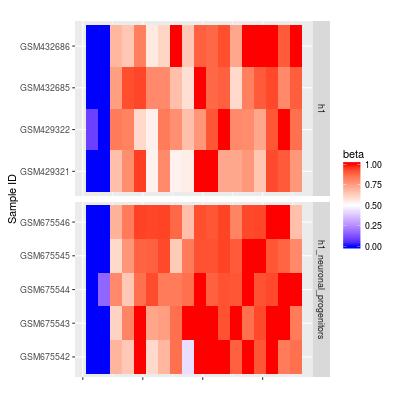 GSM432686
GSM432685
GSM429322
GSM429321
h1
GSM675546
GSM675545
GSM675544
GSM675543
GSM675542
h1_neuronal_progenitors
Sample ID
beta
1.00
0.75
0.50
0.25
0.00